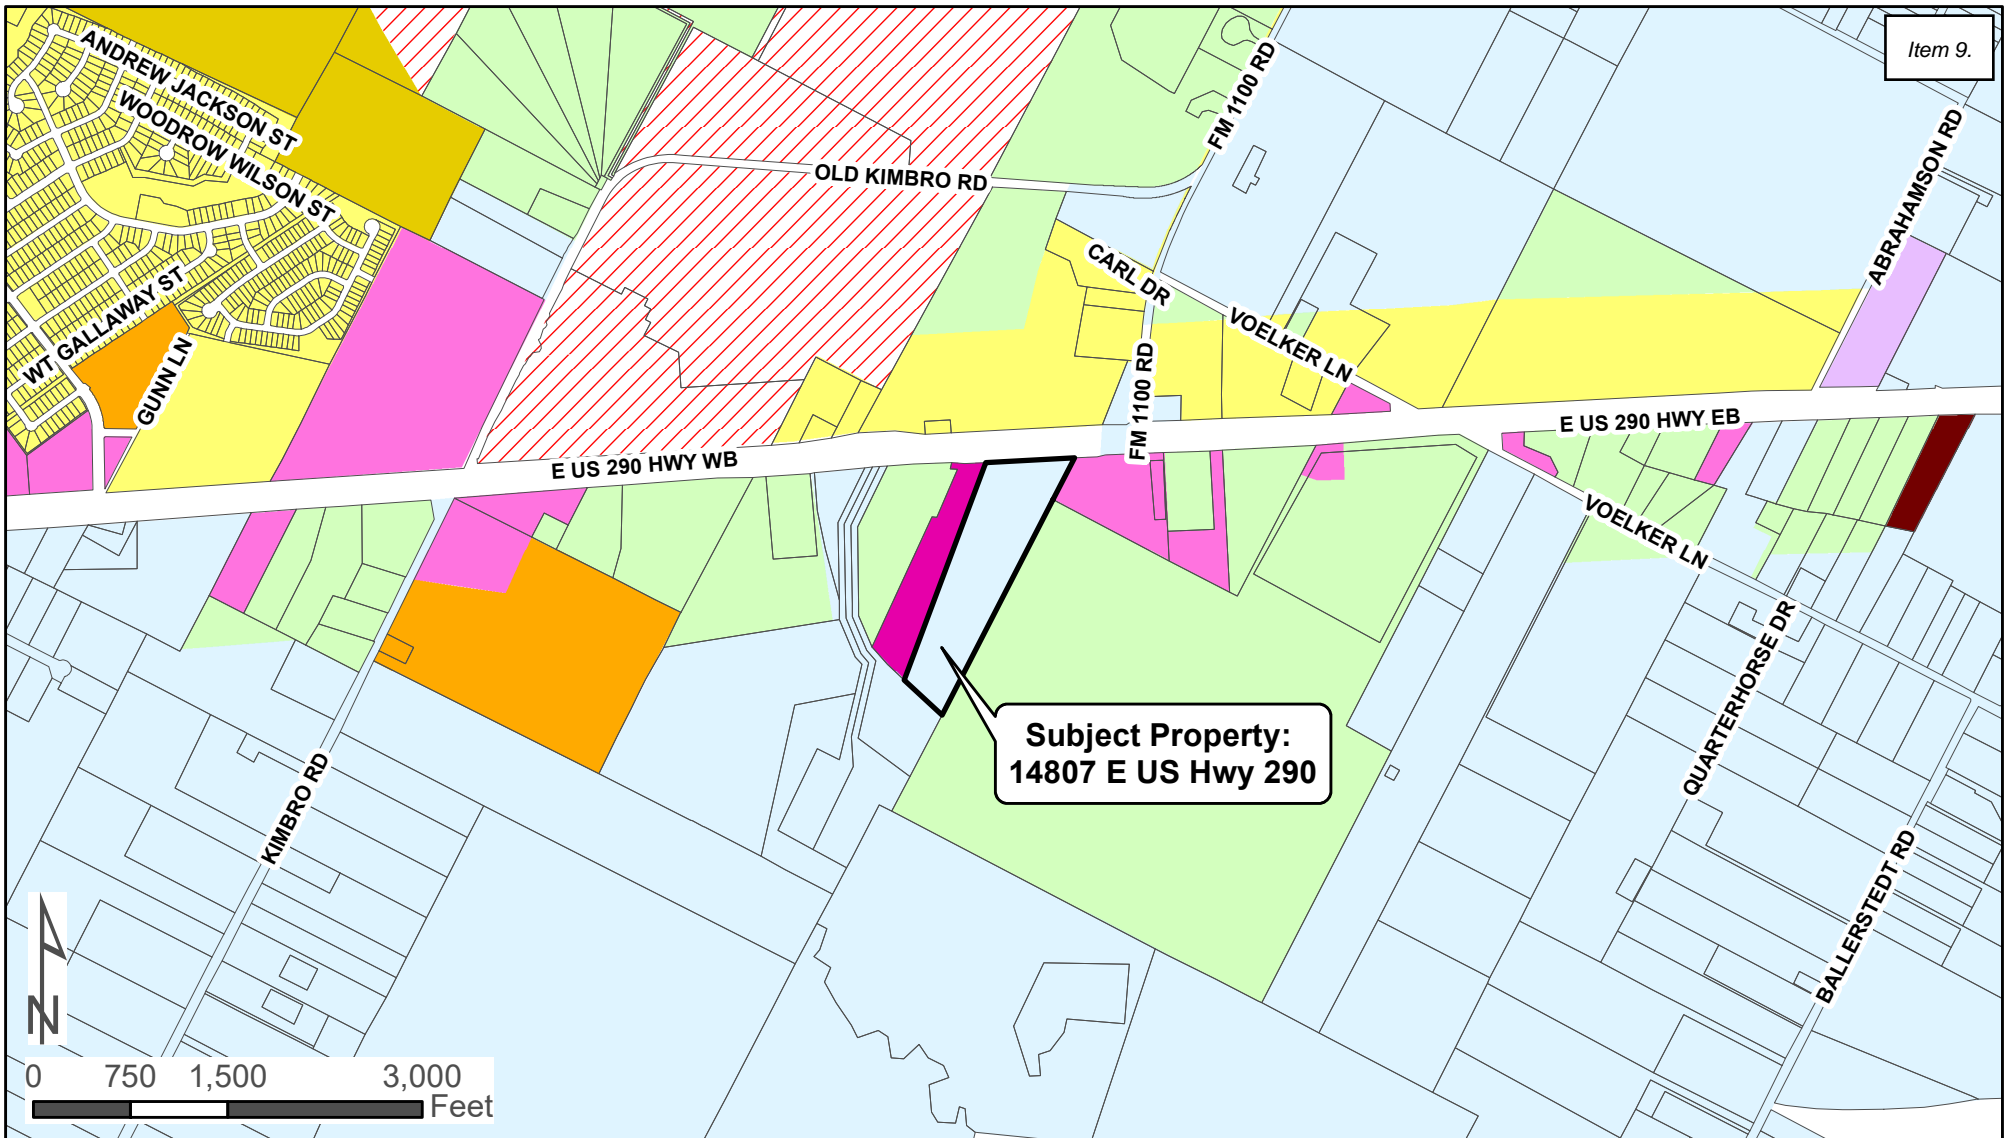 Item 9.
ANDREW JACKSON ST
WOODROW WILSON ST
FM 1100 RD
OLD KIMBRO RD
ABRAHAMSON RD
CARL DR
WT GALLAWAY ST
GUNN LN
VOELKER LN
FM 1100 RD
E US 290 HWY EB
E US 290 HWY WB
VOELKER LN
QUARTERHORSE DR
Subject Property:
14807 E US Hwy 290
KIMBRO RD
BALLERSTEDT RD
N
0 750 1,500 3,000
Feet